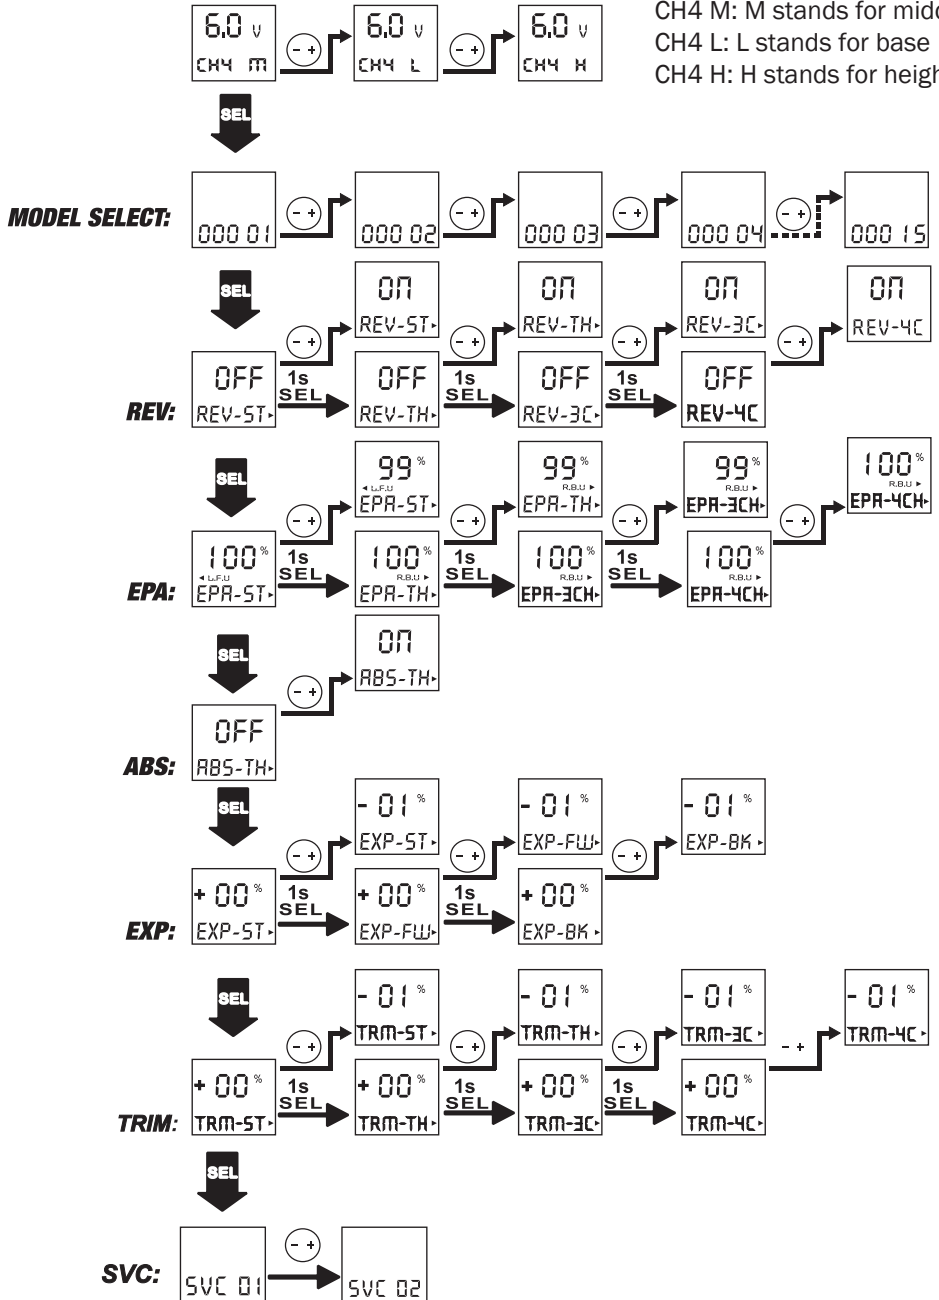 CH4 M: M stands for
CH4 L: L stands for base
CH4 H: H stands for
6.0 V 6.0 V 6.0 V
CH4 M - + CH4 L - + CH4 H
SEL
MODEL SELECT: 000 01 - + 000 02 - + 000 03 - + 000 04 - + 000 15
SEL
ON ON ON ON
REV-ST REV-TH REV-3C REV-4C
- + - + - + - +
OFF 1s SEL OFF 1s SEL OFF 1s SEL OFF
REV: REV-ST REV-TH REV-3C REV-4C
SEL
99% 99% 99% 100%
L.F.U R.B.U R.B.U R.B.U
EPA-ST EPA-TH EPA-3CH EPA-4CH
- + - + - + - +
100% 1s SEL 100% 1s SEL 100% 1s SEL 100%
L.F.U R.B.U R.B.U R.B.U
EPA: EPA-ST EPA-TH EPA-3CH EPA-4CH
SEL
ON
ABS-TH
- +
OFF
ABS: ABS-TH
SEL
- 01% - 01% - 01%
EXP-ST EXP-FW EXP-BK
- + - + - +
+ 00% 1s SEL + 00% 1s SEL + 00%
EXP: EXP-ST EXP-FW EXP-BK
SEL
- 01% - 01% - 01% - 01%
TRM-ST TRM-TH TRM-3C TRM-4C
- + - + - + - +
+ 00% 1s SEL + 00% 1s SEL + 00% 1s SEL + 00%
TRIM: TRM-ST TRM-TH TRM-3C TRM-4C
SEL
SVC: SVC 01 - + SVC 02